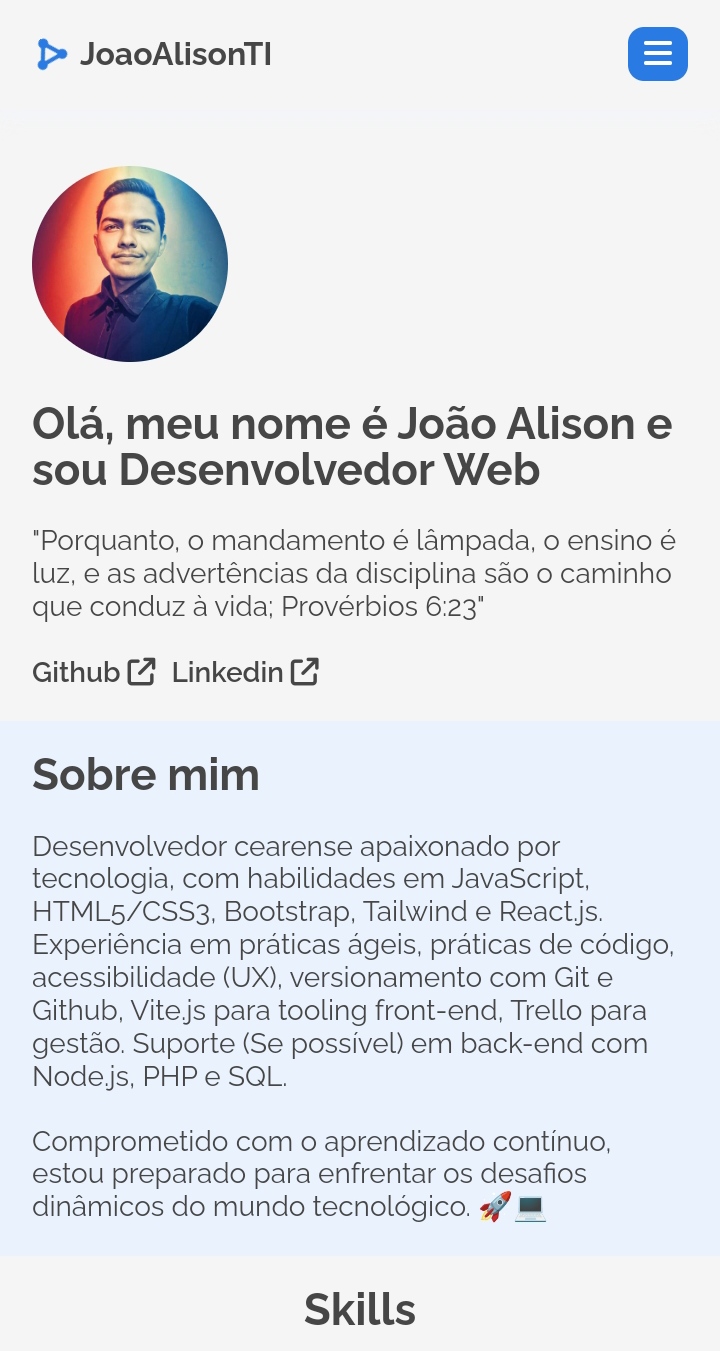 JoaoAlisonTI
Olá, meu nome é João Alison e
sou Desenvolvedor Web
"Porquanto, o mandamento é lâmpada, o ensino é
luz, e as advertências da disciplina são o caminho
que conduz à vida; Provérbios 6:23"
Github Linkedin
Sobre mim
Desenvolvedor cearense apaixonado por
tecnologia, com habilidades em JavaScript,
HTML5/CSS3, Bootstrap, Tailwind e React.js.
Experiência em práticas ágeis, práticas de código,
acessibilidade (UX), versionamento com Git e
Github, Vite.js para tooling front-end, Trello para
gestão. Suporte (Se possível) em back-end com
Node.js, PHP e SQL.
Comprometido com o aprendizado contínuo,
estou preparado para enfrentar os desafios
dinâmicos do mundo tecnológico. 🚀💻
Skills